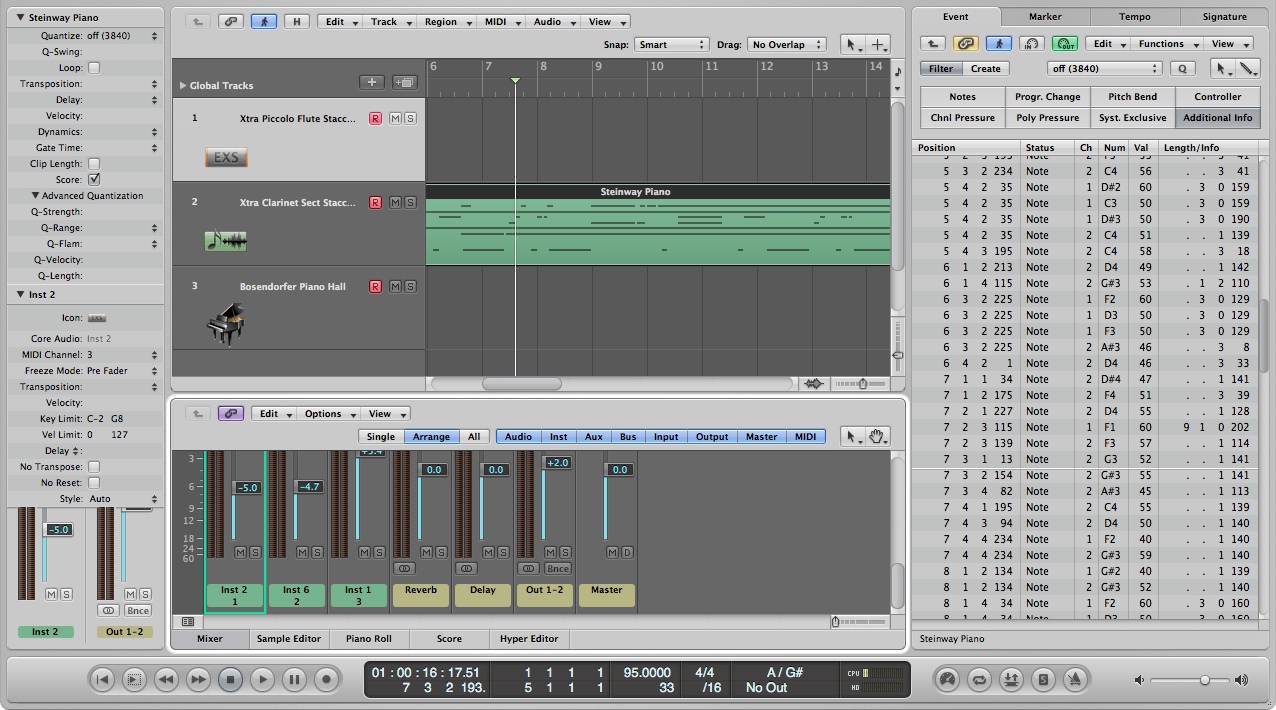 Steinway Piano
Quantize: off (3840)
Q-Swing:
Loop:
Transposition:
Delay:
Velocity:
Dynamics:
Gate Time:
Clip Length:
Score:
Advanced Quantization
Q-Strength:
Q-Range:
Q-Flam:
Q-Velocity:
Q-Length:
Inst 2
Icon:
Core Audio: Inst 2
MIDI Channel: 3
Freeze Mode: Pre Fader
Transposition:
Velocity:
Key Limit: C-2 G8
Vel Limit: 0 127
Delay :
No Transpose:
No Reset:
Style: Auto
-5.0
M S M S
Bnce
Inst 2 Out 1-2
H Edit Track Region MIDI Audio View
Snap: Smart Drag: No Overlap
Global Tracks
6 7 8 9 10 11 12 13 14
1 Xtra Piccolo Flute Stacc... R M S
EXS
Steinway Piano
2 Xtra Clarinet Sect Stacc... R M S
3 Bosendorfer Piano Hall R M S
Edit Options View
Single Arrange All Audio Inst Aux Bus Input Output Master MIDI
3 6 9 12 18 24 60
-5.0 -4.7 +3.4 0.0 0.0 +2.0 0.0
M S M S M S M S M S M S M D
Bnce
Inst 2 Inst 6 Inst 1 Reverb Delay Out 1-2 Master
1 2 3
Mixer Sample Editor Piano Roll Score Hyper Editor
Event Marker Tempo Signature
IN OUT Edit Functions View
Filter Create off (3840) Q
Notes Progr. Change Pitch Bend Controller
Chnl Pressure Poly Pressure Syst. Exclusive Additional Info
Position Status Ch Num Val Length/Info
5 2 3 195 Note 2 F3 55 . . 3 41
5 3 2 234 Note 2 C4 56 . . 3 41
5 4 2 35 Note 1 D#2 60 . 3 0 159
5 4 2 35 Note 1 C3 50 . 3 0 159
5 4 2 35 Note 1 D#3 50 . 3 0 190
5 4 2 225 Note 2 C4 51 . . 1 139
5 4 3 195 Note 2 C4 58 . . 3 18
6 1 2 213 Note 2 D4 49 . . 1 142
6 1 4 115 Note 2 G#3 53 . 1 2 110
6 3 2 225 Note 1 F2 60 . 3 0 129
6 3 2 225 Note 1 D3 50 . 3 0 129
6 3 2 225 Note 1 F3 50 . 3 0 129
6 3 2 225 Note 2 A#3 46 . . 3 8
6 4 2 1 Note 2 D4 46 . . 3 33
7 1 1 34 Note 2 D#4 47 . . 1 141
7 1 2 175 Note 2 F4 51 . . 3 39
7 2 1 227 Note 2 D4 55 . . 1 128
7 2 3 115 Note 1 F1 60 9 1 0 202
7 2 3 139 Note 2 F3 57 . . 1 114
7 3 1 13 Note 2 G3 52 . . 1 141
7 3 2 154 Note 2 G#3 55 . . 1 141
7 3 4 82 Note 2 A#3 45 . . 1 113
7 4 1 195 Note 2 C4 55 . . 1 139
7 4 3 94 Note 2 D4 50 . . 1 140
7 4 4 234 Note 1 F2 40 . . 1 140
7 4 4 234 Note 2 G#3 59 . . 1 140
8 1 2 134 Note 1 G#2 40 . . 1 139
8 1 2 134 Note 2 G#3 52 . . 1 140
8 1 4 34 Note 1 F2 60 . 3 0 160
8 1 4 34 Note 1 D3 50 . 3 0 160
Steinway Piano
01 : 00 : 16 : 17.51 1 1 1 1 95.0000 4/4 A / G# CPU
7 3 2 193. 5 1 1 1 33 /16 No Out HD
S